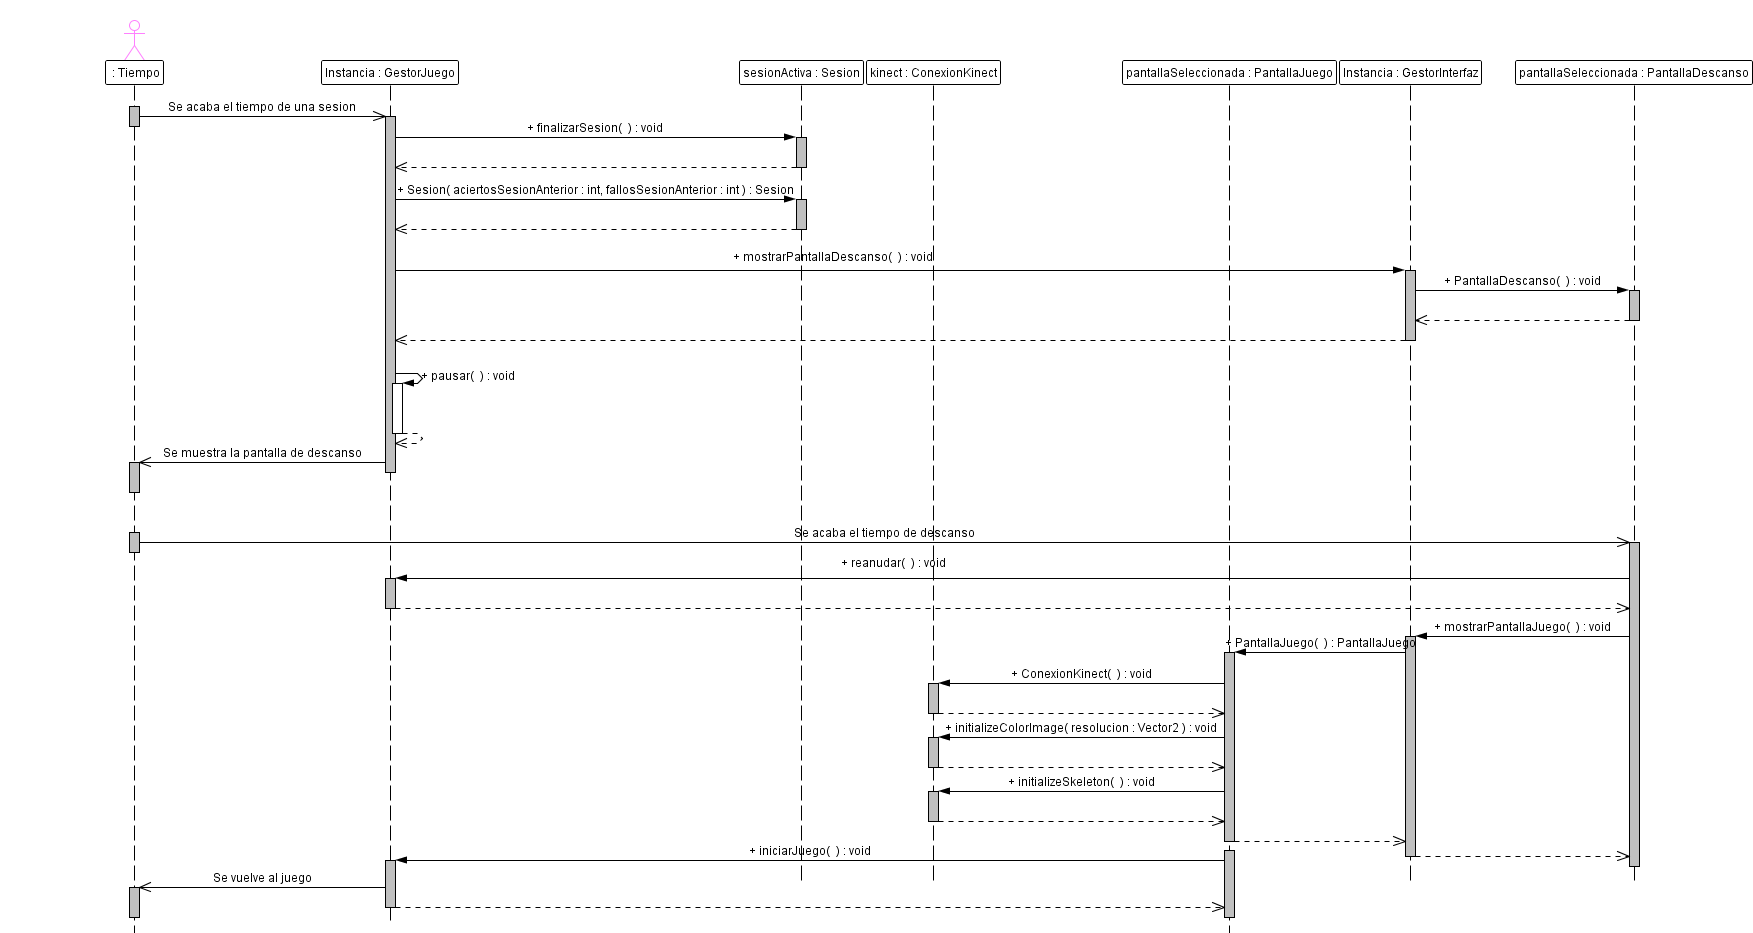 : Tiempo
Instancia : GestorJuego
sesionActiva : Sesion
kinect : ConexionKinect
pantallaSeleccionada : PantallaJuego
Instancia : GestorInterfaz
pantallaSeleccionada : PantallaDescanso
Se acaba el tiempo de una sesion
+ finalizarSesion( ) : void
+ Sesion( aciertosSesionAnterior : int, fallosSesionAnterior : int ) : Sesion
+ mostrarPantallaDescanso( ) : void
+ PantallaDescanso( ) : void
+ pausar( ) : void
Se muestra la pantalla de descanso
Se acaba el tiempo de descanso
+ reanudar( ) : void
+ mostrarPantallaJuego( ) : void
+ PantallaJuego( ) : PantallaJuego
+ ConexionKinect( ) : void
+ initializeColorImage( resolucion : Vector2 ) : void
+ initializeSkeleton( ) : void
+ iniciarJuego( ) : void
Se vuelve al juego